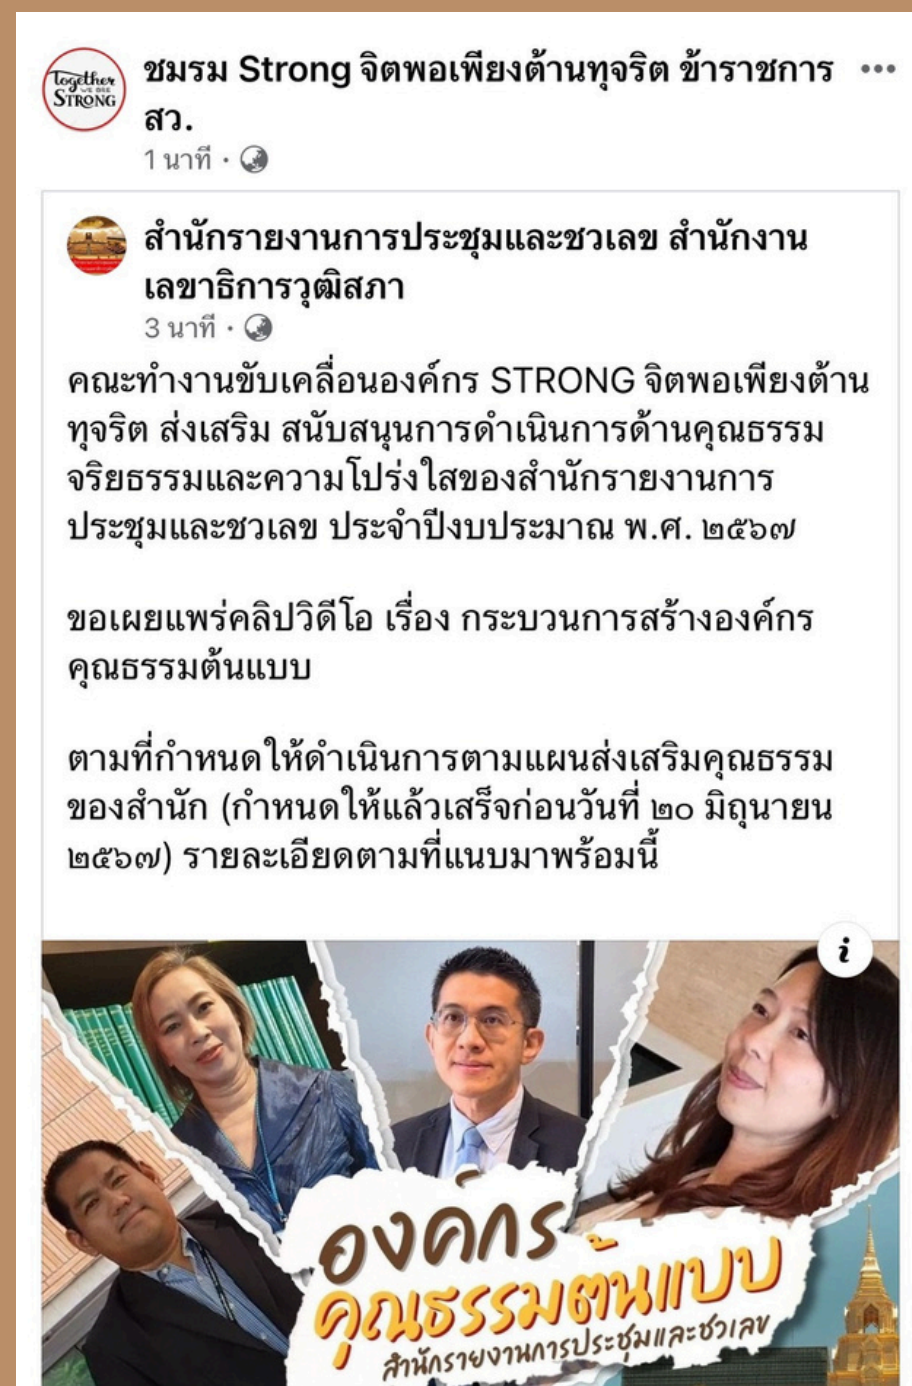 Together
WE ARE
STRONG
ชมรม Strong จิตพอเพียงต้านทุจริต ข้าราชการ
สว.
1 นาที ·
สำนักรายงานการประชุมและชวเลข สำนักงาน
เลขาธิการวุฒิสภา
3 นาที ·
คณะทำงานขับเคลื่อนองค์กร STRONG จิตพอเพียงต้าน
ทุจริต ส่งเสริม สนับสนุนการดำเนินการด้านคุณธรรม
จริยธรรมและความโปร่งใสของสำนักรายงานการ
ประชุมและชวเลข ประจำปีงบประมาณ พ.ศ. ๒๕๖๗
ขอเผยแพร่คลิปวิดีโอ เรื่อง กระบวนการสร้างองค์กร
คุณธรรมต้นแบบ
ตามที่กำหนดให้ดำเนินการตามแผนส่งเสริมคุณธรรม
ของสำนัก (กำหนดให้แล้วเสร็จก่อนวันที่ ๒๐ มิถุนายน
๒๕๖๗) รายละเอียดตามที่แนบมาพร้อมนี้
i
องค์กร
คุณธรรมต้นแบบ
สำนักรายงานการประชุมและชวเลข